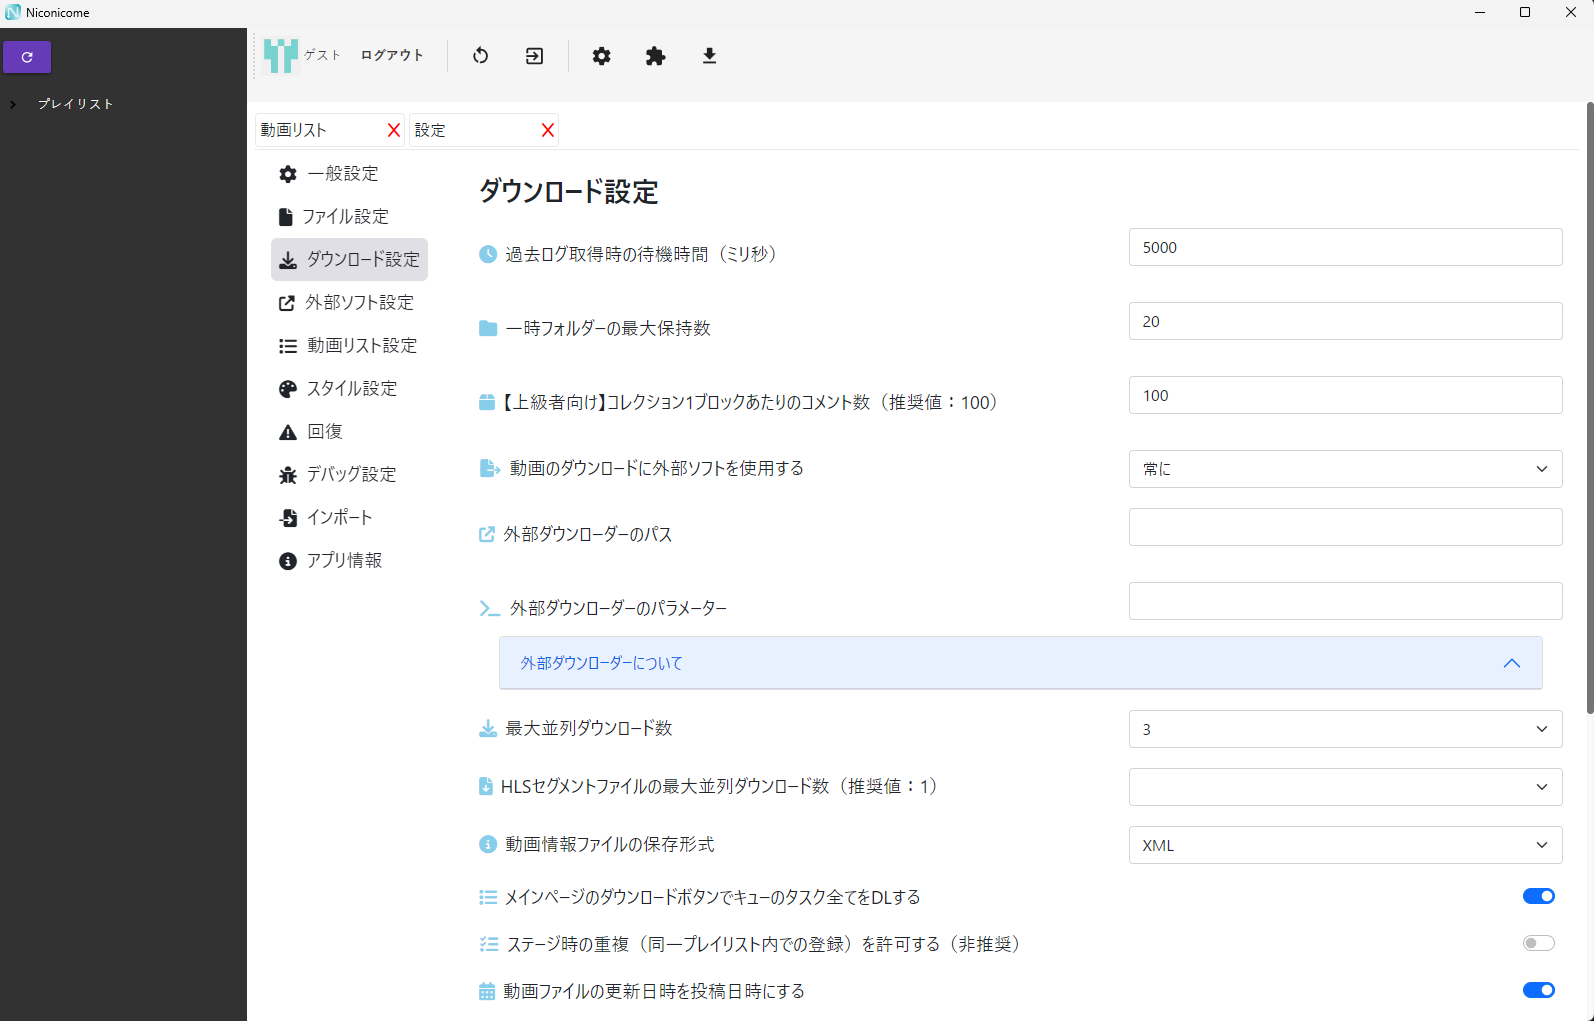 Niconicome
ゲスト ログアウト
プレイリスト
動画リスト X 設定 X
一般設定
ファイル設定
ダウンロード設定
外部ソフト設定
動画リスト設定
スタイル設定
回復
デバッグ設定
インポート
アプリ情報
ダウンロード設定
過去ログ取得時の待機時間（ミリ秒） 5000
一時フォルダーの最大保持数 20
【上級者向け】コレクション1ブロックあたりのコメント数（推奨値：100） 100
動画のダウンロードに外部ソフトを使用する 常に
外部ダウンローダーのパス
外部ダウンローダーのパラメーター
外部ダウンローダーについて
最大並列ダウンロード数 3
HLSセグメントファイルの最大並列ダウンロード数（推奨値：1）
動画情報ファイルの保存形式 XML
メインページのダウンロードボタンでキューのタスク全てをDLする
ステージ時の重複（同一プレイリスト内での登録）を許可する（非推奨）
動画ファイルの更新日時を投稿日時にする